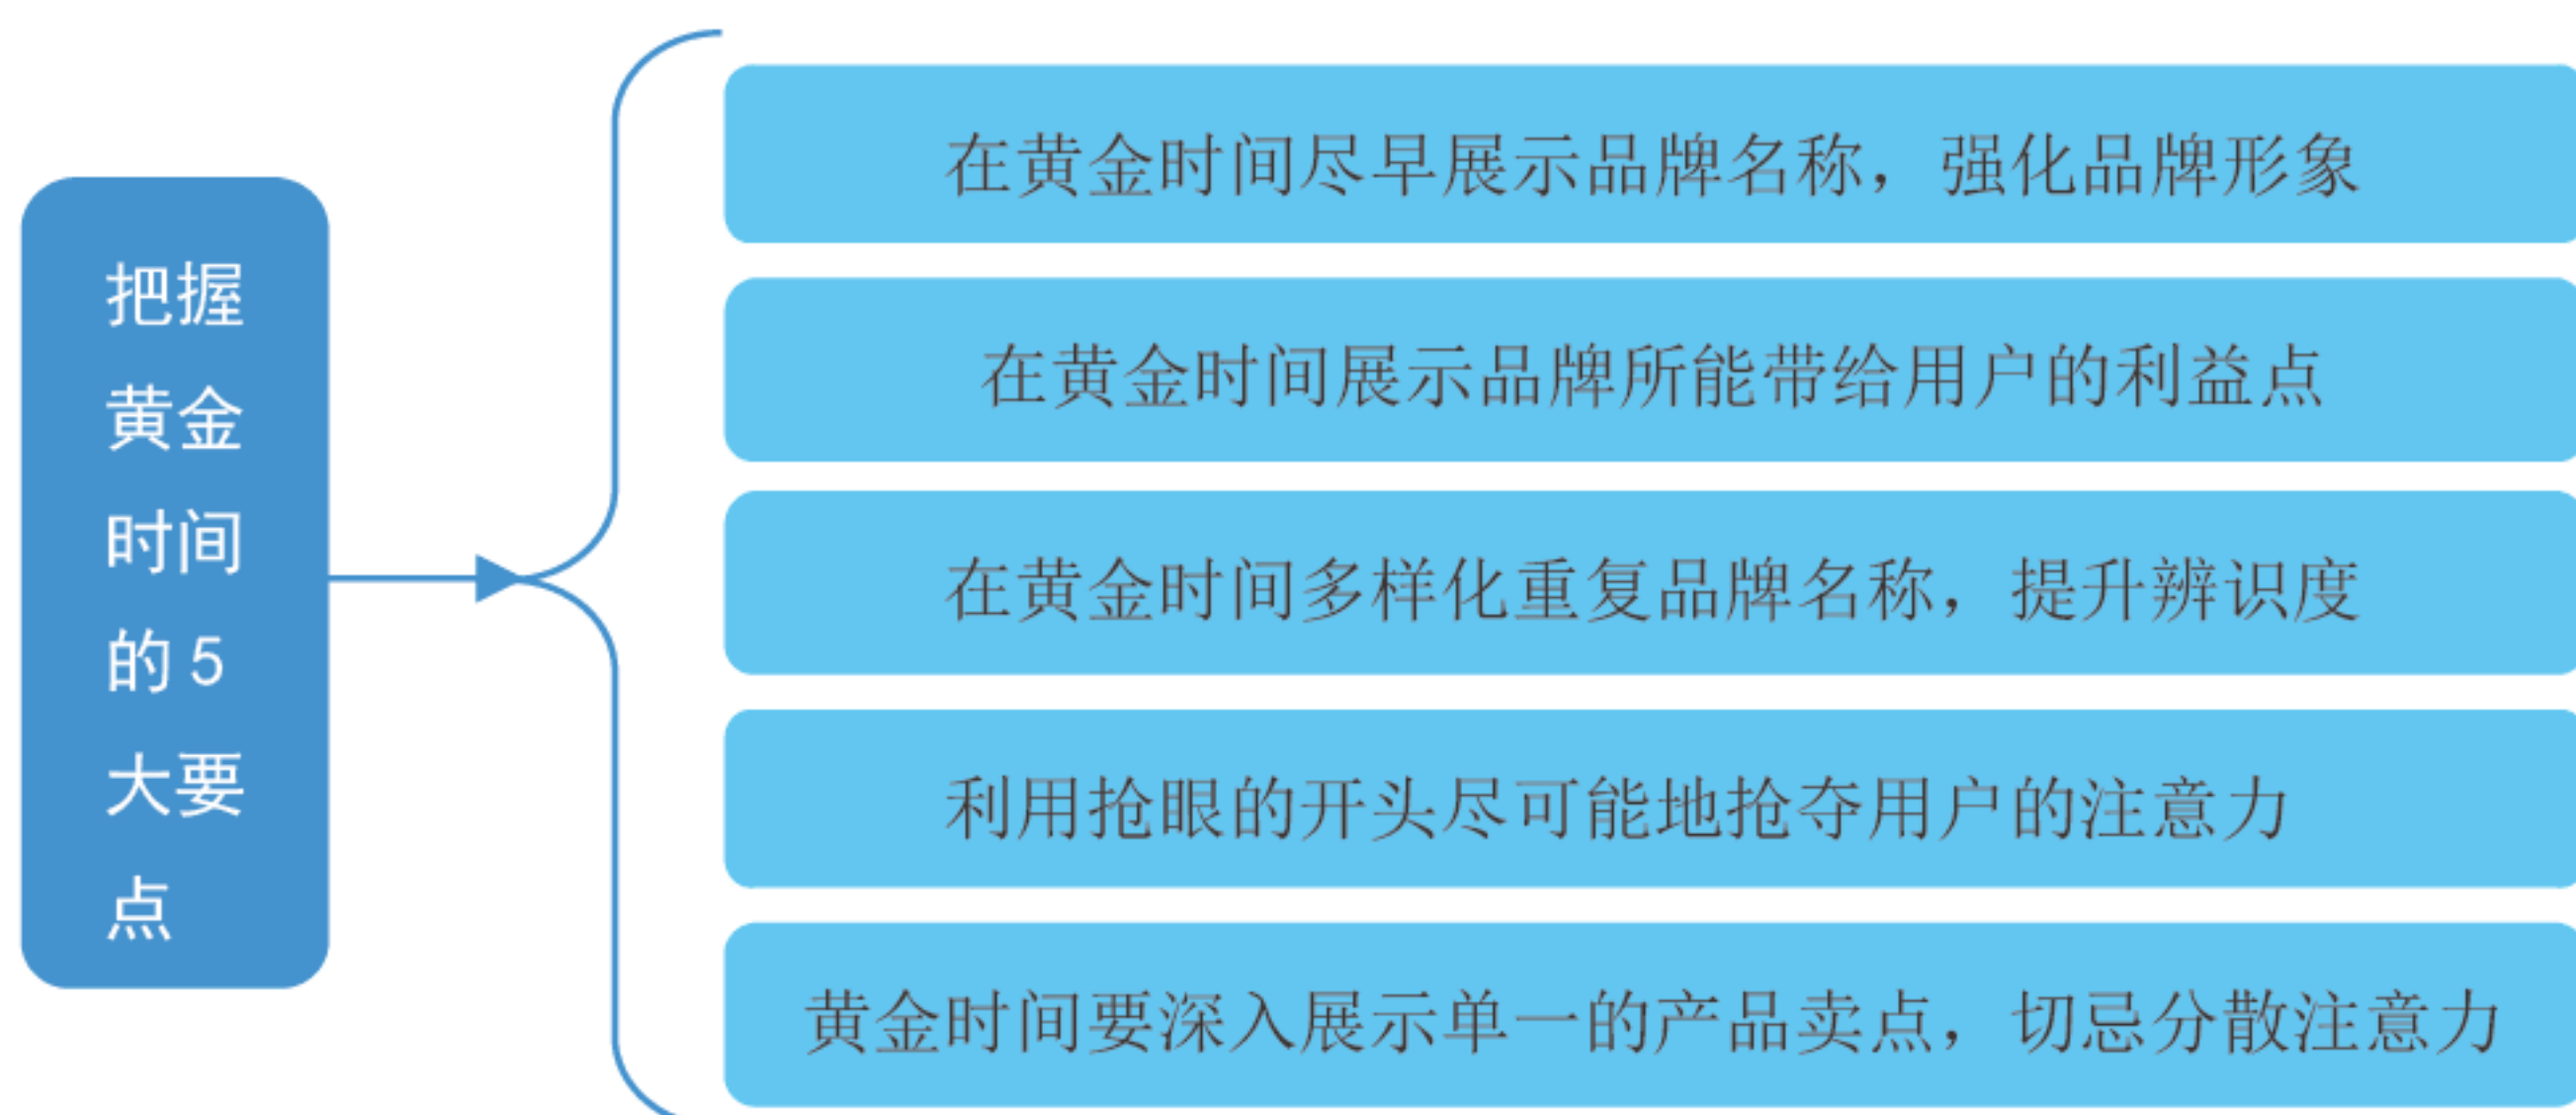 把握
黄金
时间
的 5
大要
点
在黄金时间尽早展示品牌名称，强化品牌形象
在黄金时间展示品牌所能带给用户的利益点
在黄金时间多样化重复品牌名称，提升辨识度
利用抢眼的开头尽可能地抢夺用户的注意力
黄金时间要深入展示单一的产品卖点，切忌分散注意力